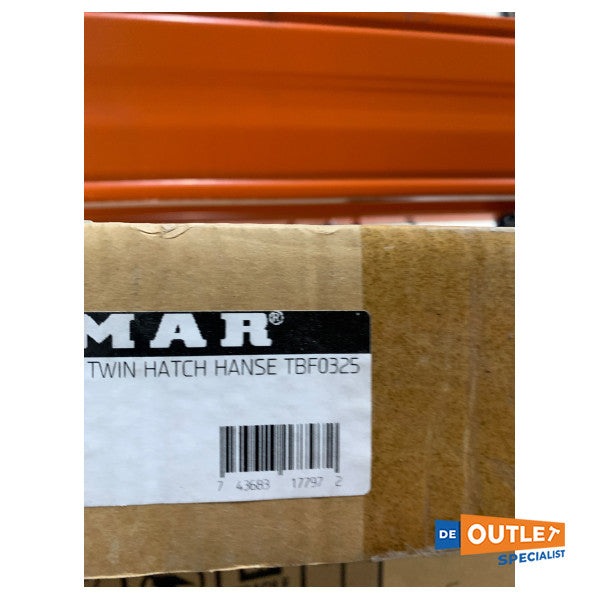 MAR®
TWIN HATCH HANSE TBF0325
7 43683 17797 2
DE OUTLET
SPECIALIST